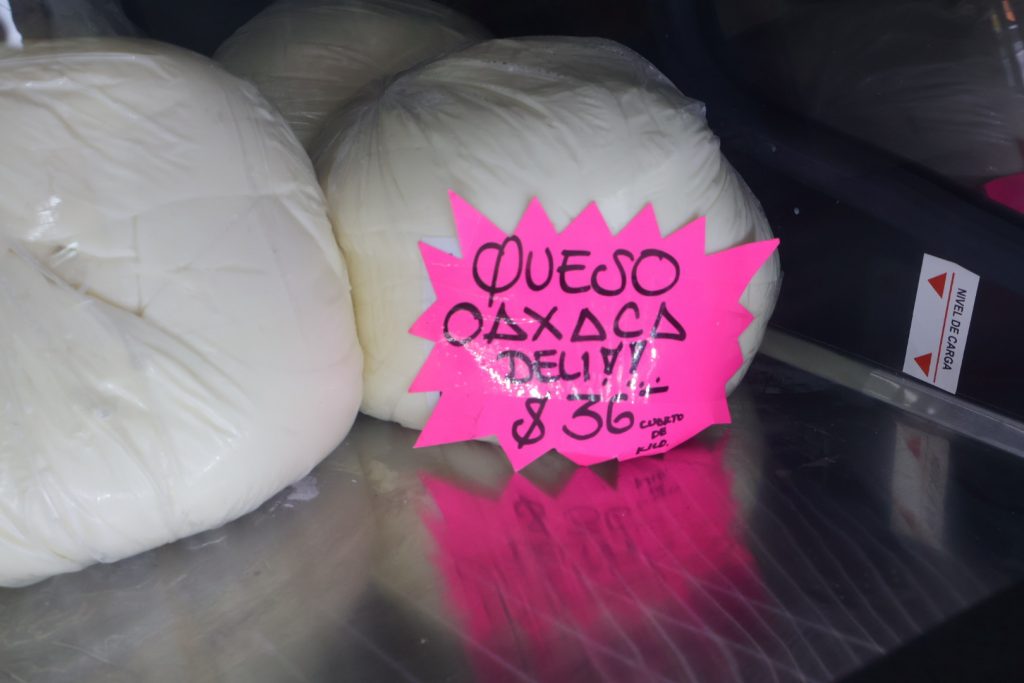 QUESO
OAXACA
DELI!!
$ 36.-
CUARTO
DE
KILO.
NIVEL DE CARGA